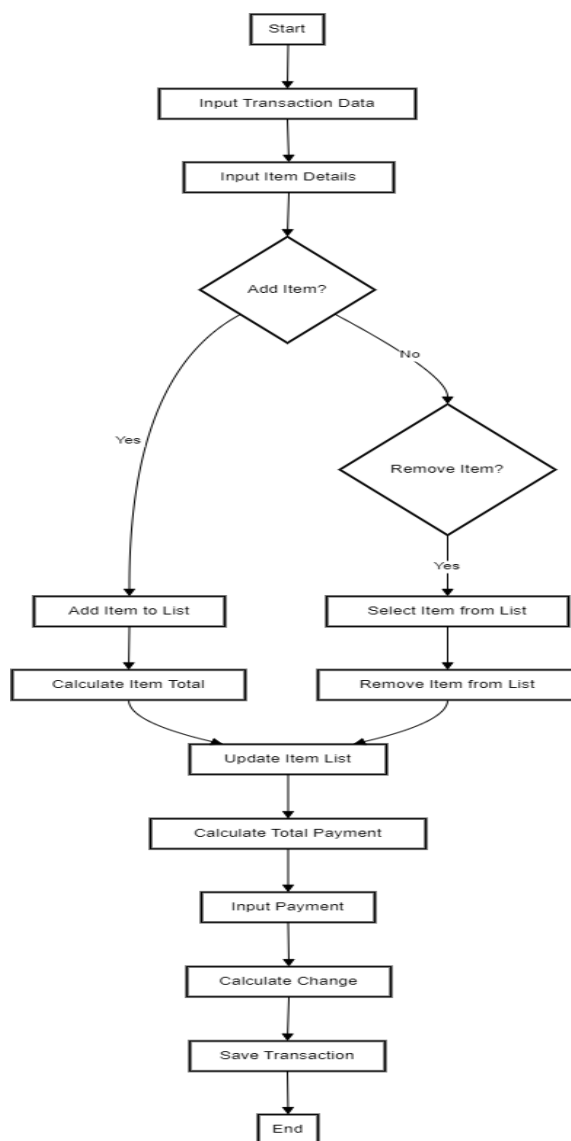 Start
Input Transaction Data
Input Item Details
Add Item?
No
Yes
Remove Item?
Yes
Add Item to List
Select Item from List
Calculate Item Total
Remove Item from List
Update Item List
Calculate Total Payment
Input Payment
Calculate Change
Save Transaction
End